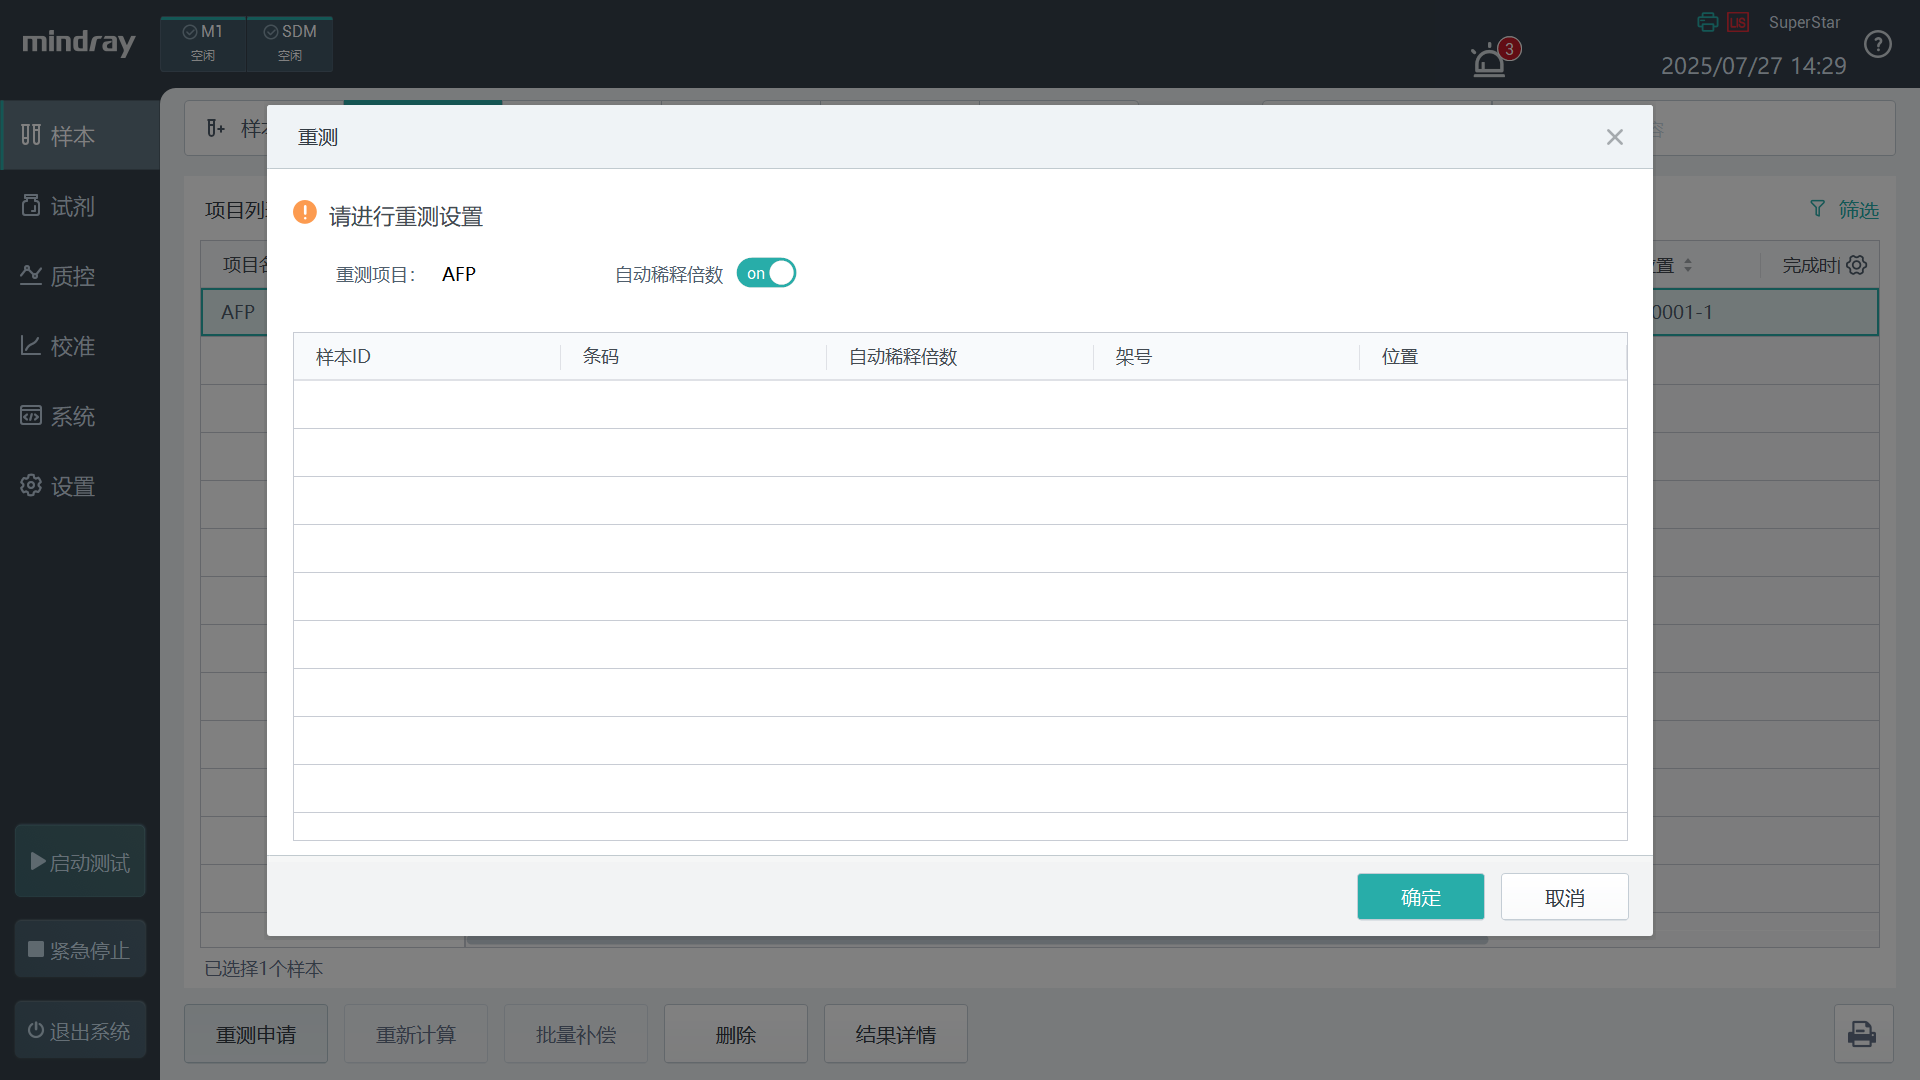 mindray
M1
空闲
SDM
空闲
3
LIS
SuperStar
2025/07/27 14:29
?
样本
试剂
质控
校准
系统
设置
启动测试
紧急停止
退出系统
样本
重测
!
请进行重测设置
重测项目：
AFP
自动稀释倍数
on
样本ID
条码
自动稀释倍数
架号
位置
确定
取消
项目列
筛选
项目名
置
完成时
AFP
0001-1
已选择1个样本
重测申请
重新计算
批量补偿
删除
结果详情